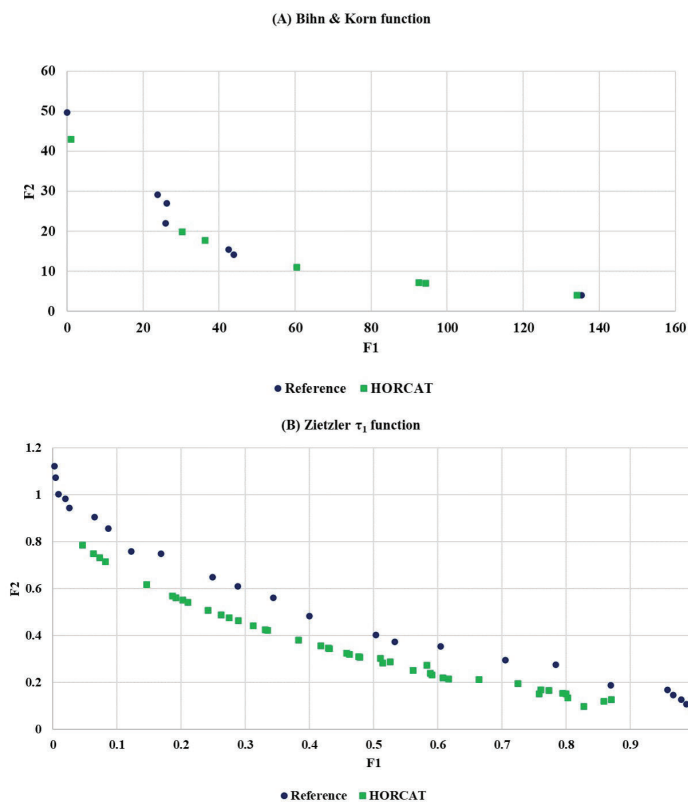 (A) Bihn & Korn function
60
50
40
30
20
10
0
F2
0 20 40 60 80 100 120 140 160
F1
Reference HORCAT
(B) Zietzler τ1 function
1.2
1
0.8
0.6
0.4
0.2
0
F2
0 0.1 0.2 0.3 0.4 0.5 0.6 0.7 0.8 0.9
F1
Reference HORCAT